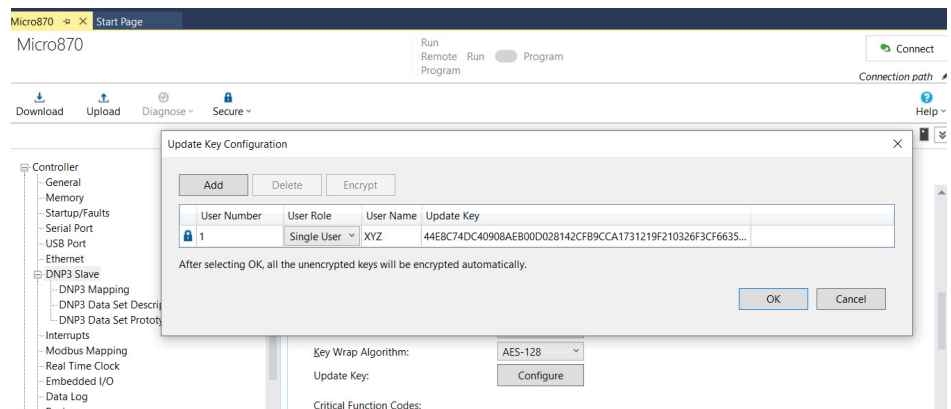 Micro870 Start Page
Micro870
Run
Remote Run Program
Program
Connect
Connection path
Download Upload Diagnose Secure
Help
Update Key Configuration
Add Delete Encrypt
User Number User Role User Name Update Key
1 Single User XYZ 44E8C74DC40908AEB00D028142CFB9CCA1731219F210326F3CF6635...
After selecting OK, all the unencrypted keys will be encrypted automatically.
OK Cancel
Controller
General
Memory
Startup/Faults
Serial Port
USB Port
Ethernet
DNP3 Slave
DNP3 Mapping
DNP3 Data Set Descrip
DNP3 Data Set Prototy
Interrupts
Modbus Mapping
Real Time Clock
Embedded I/O
Data Log
Key Wrap Algorithm: AES-128
Update Key: Configure
Critical Function Codes: